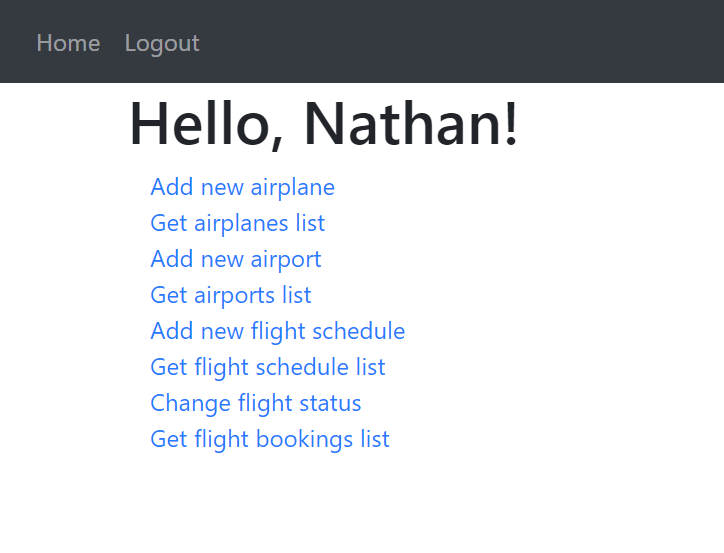 Home Logout
Hello, Nathan!
Add new airplane
Get airplanes list
Add new airport
Get airports list
Add new flight schedule
Get flight schedule list
Change flight status
Get flight bookings list